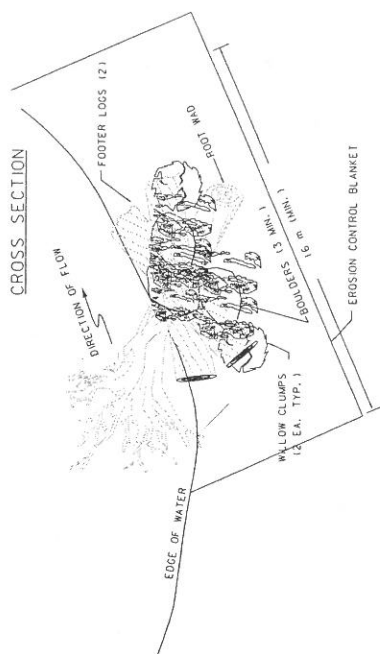 CROSS SECTION
DIRECTION OF FLOW
FOOTER LOGS (2)
ROOT WAD
BOULDERS (3 MIN.)
16 m (MIN.)
EROSION CONTROL BLANKET
WILLOW CLUMPS
(2 EA. TYP.)
EDGE OF WATER